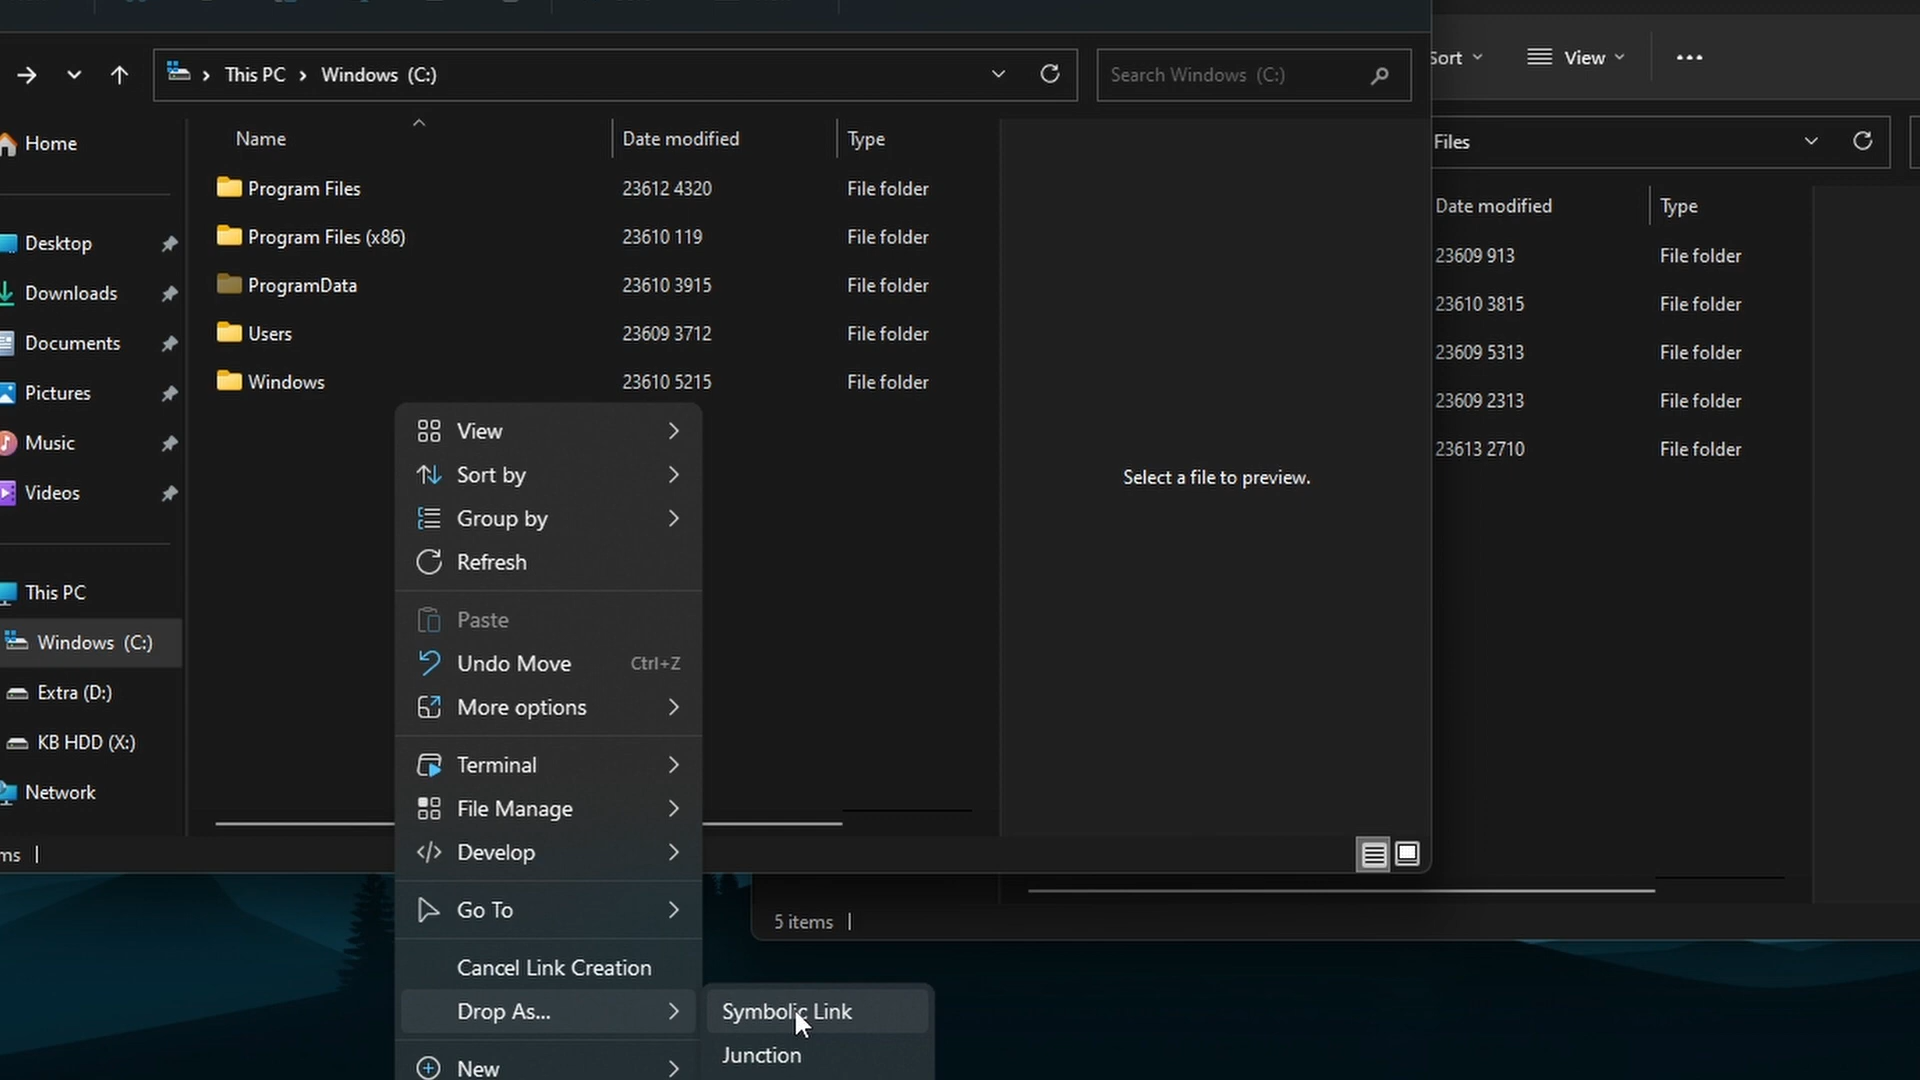 Sort
View
This PC > Windows (C:)
Search Windows (C:)
Files
Home
Desktop
Downloads
Documents
Pictures
Music
Videos
This PC
Windows (C:)
Extra (D:)
KB HDD (X:)
Network
Name Date modified Type
Program Files 23612 4320 File folder
Program Files (x86) 23610 119 File folder
ProgramData 23610 3915 File folder
Users 23609 3712 File folder
Windows 23610 5215 File folder
Select a file to preview.
Date modified Type
23609 913 File folder
23610 3815 File folder
23609 5313 File folder
23609 2313 File folder
23613 2710 File folder
View
Sort by
Group by
Refresh
Paste
Undo Move Ctrl+Z
More options
Terminal
File Manage
Develop
Go To
Cancel Link Creation
Drop As...
New
Symbolic Link
Junction
5 items